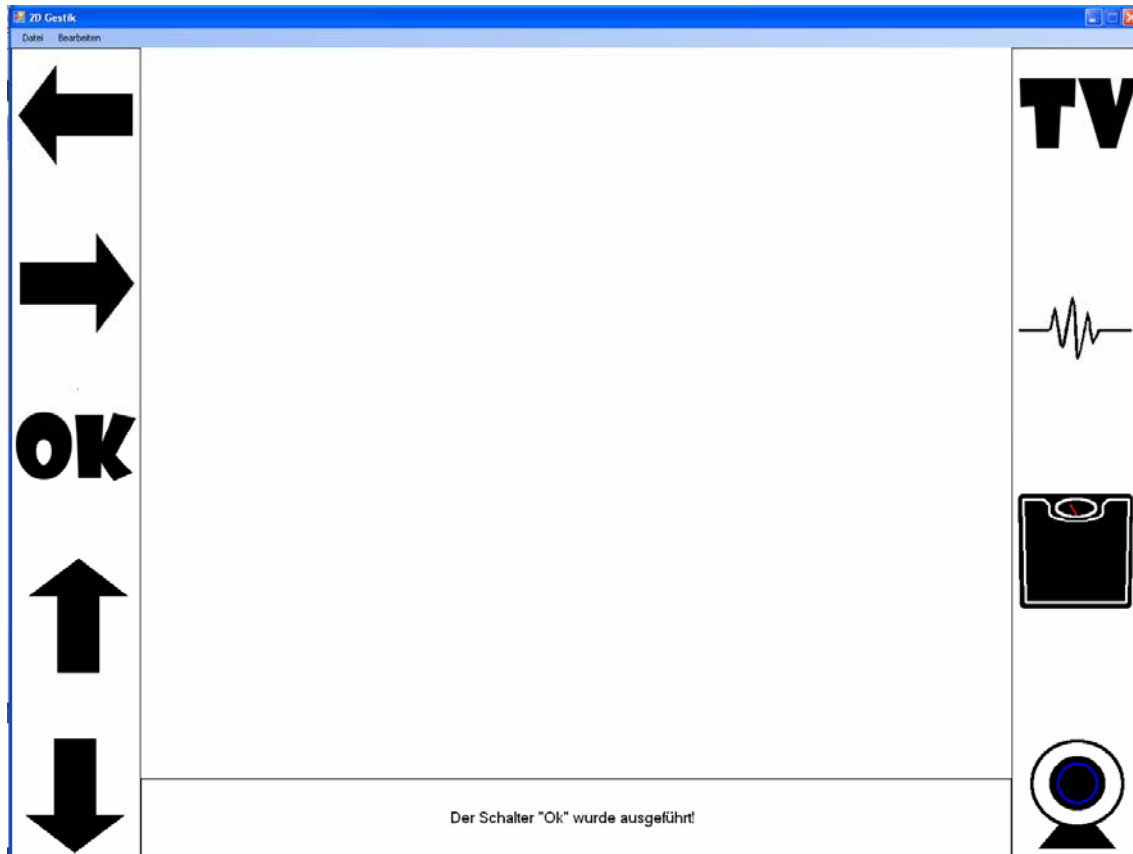 2D Gestik
Datei Bearbeiten
TV
OK
Der Schalter "Ok" wurde ausgeführt!